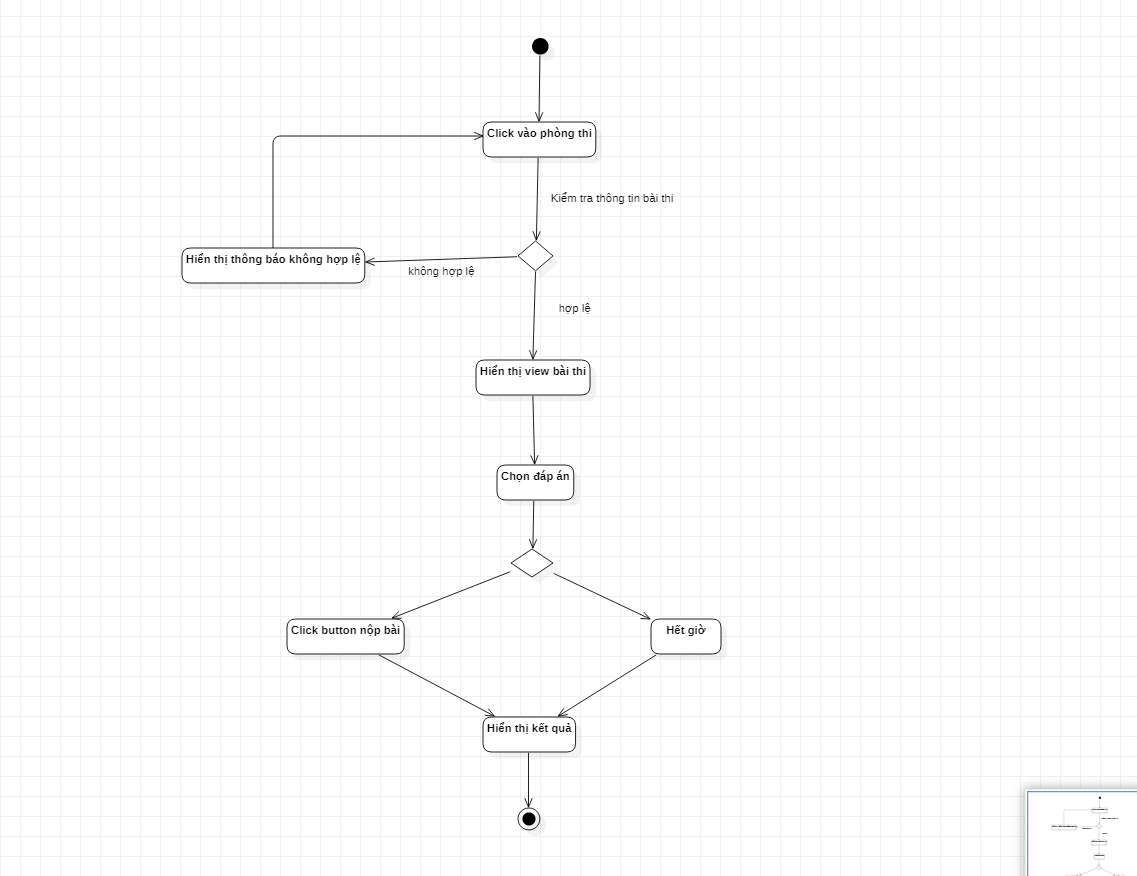 Click vào phòng thi
Kiểm tra thông tin bài thi
Hiển thị thông báo không hợp lệ
không hợp lệ
hợp lệ
Hiển thị view bài thi
Chọn đáp án
Click button nộp bài
Hết giờ
Hiển thị kết quả